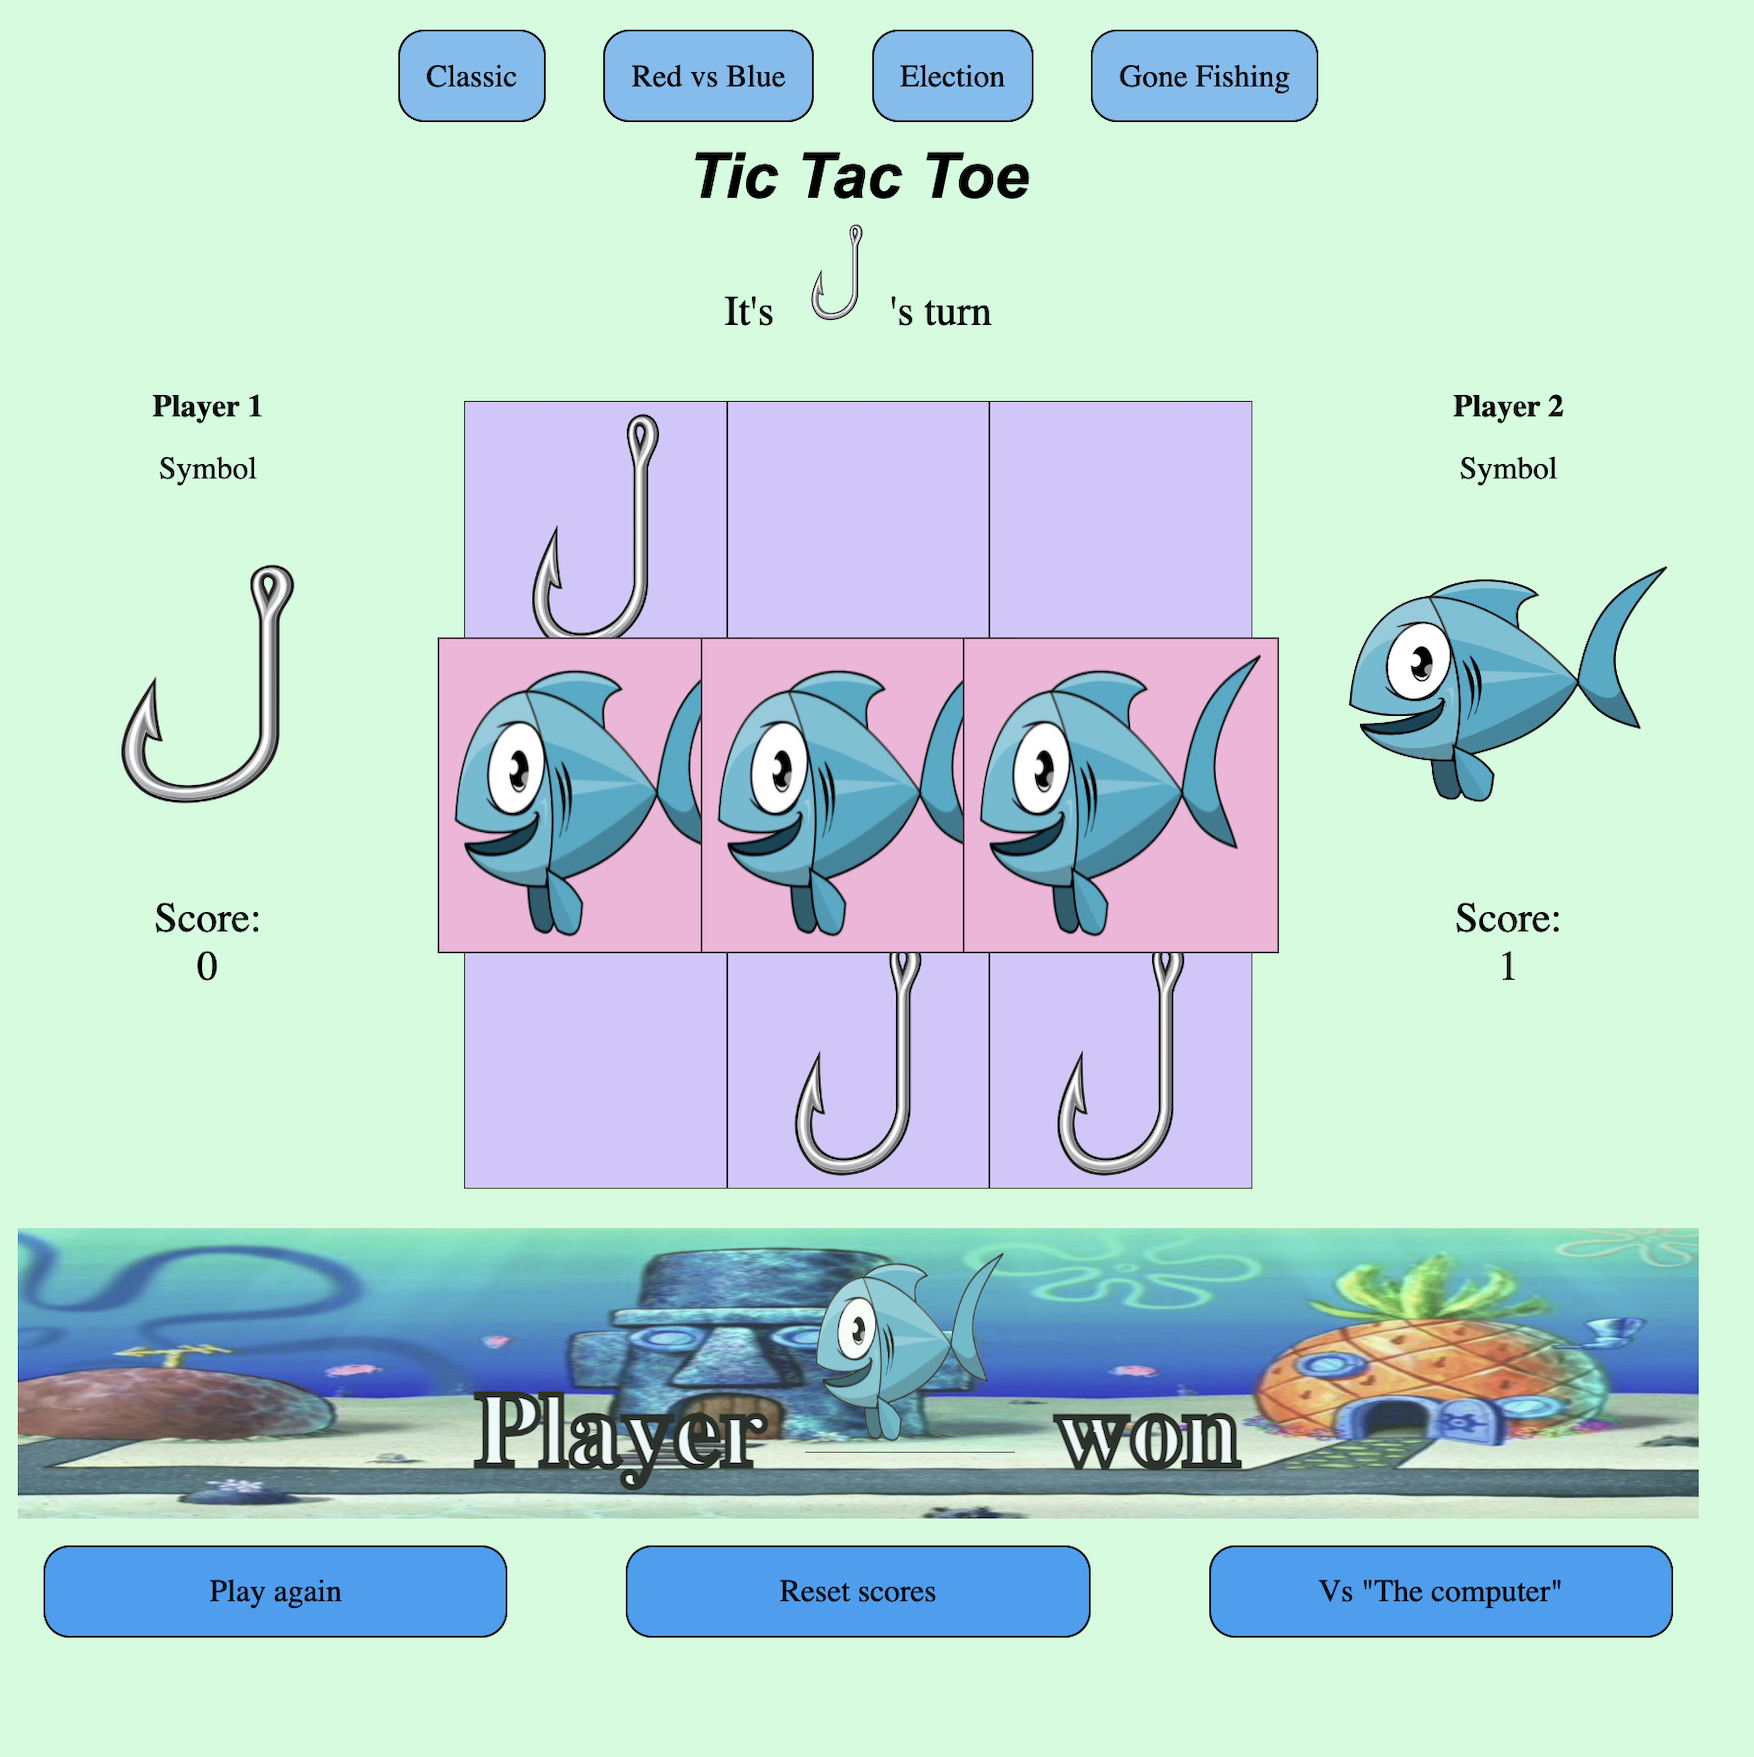 Classic
Red vs Blue
Election
Gone Fishing
Tic Tac Toe
It's 's turn
Player 1
Symbol
Score:
0
Player 2
Symbol
Score:
1
Player won
Play again
Reset scores
Vs "The computer"